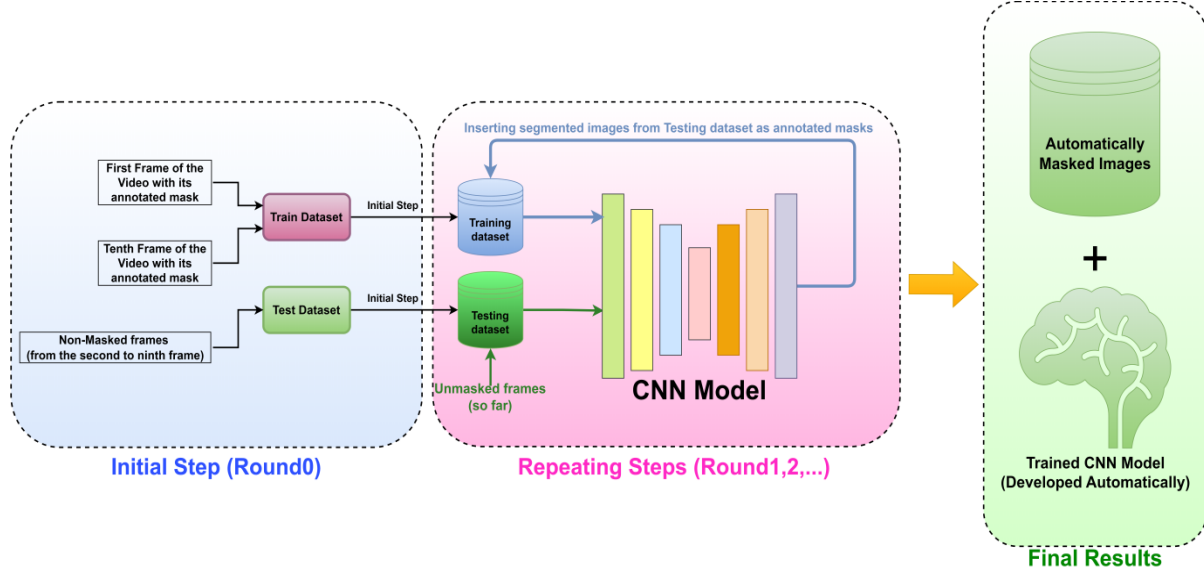 First Frame of the
Video with its
annotated mask
Tenth Frame of the
Video with its
annotated mask
Non-Masked frames
(from the second to ninth frame)
Train Dataset
Test Dataset
Initial Step
Initial Step
Initial Step (Round0)
Inserting segmented images from Testing dataset as annotated masks
Training
dataset
Testing
dataset
Unmasked frames
(so far)
CNN Model
Repeating Steps (Round1,2,...)
Automatically
Masked Images
+
Trained CNN Model
(Developed Automatically)
Final Results